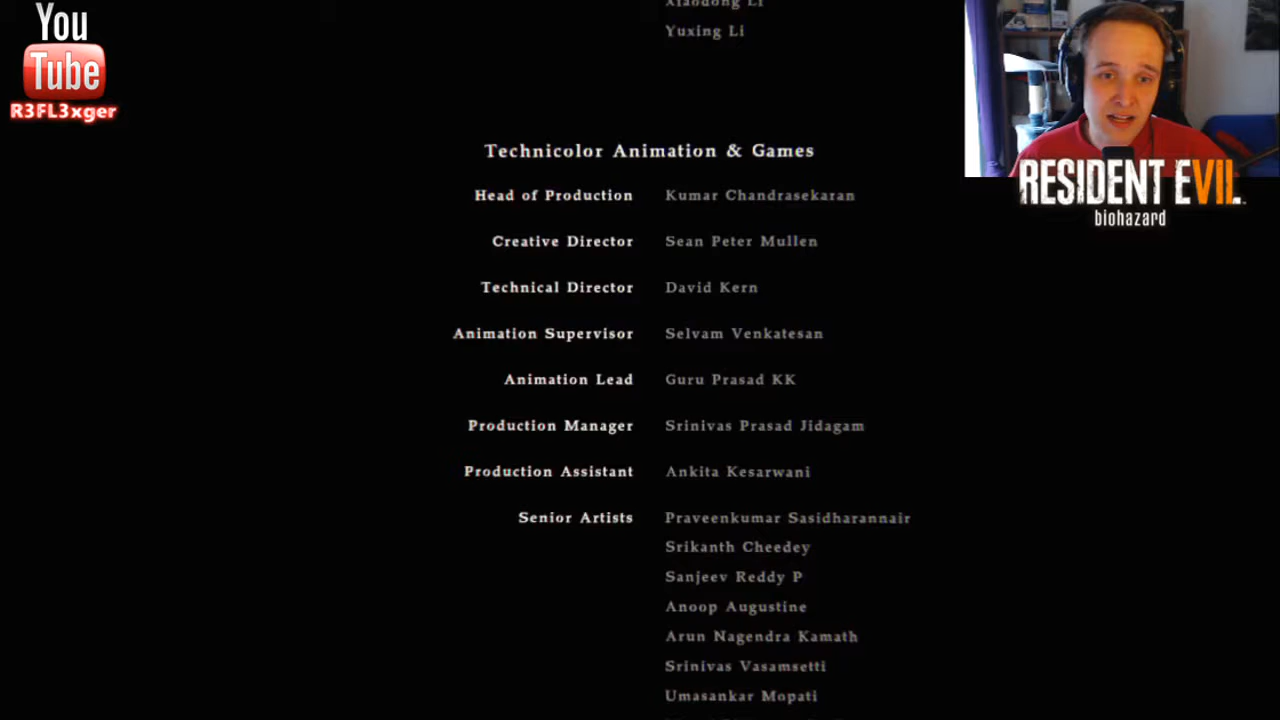 You
Tube
R3FL3xger
Xiaodong Li
Yuxing Li
Technicolor Animation & Games
Head of Production Kumar Chandrasekaran
Creative Director Sean Peter Mullen
Technical Director David Kern
Animation Supervisor Selvam Venkatesan
Animation Lead Guru Prasad KK
Production Manager Srinivas Prasad Jidagam
Production Assistant Ankita Kesarwani
Senior Artists Praveenkumar Sasidharannair
Srikanth Cheedey
Sanjeev Reddy P
Anoop Augustine
Arun Nagendra Kamath
Srinivas Vasamsetti
Umasankar Mopati
RESIDENT EVIL
biohazard